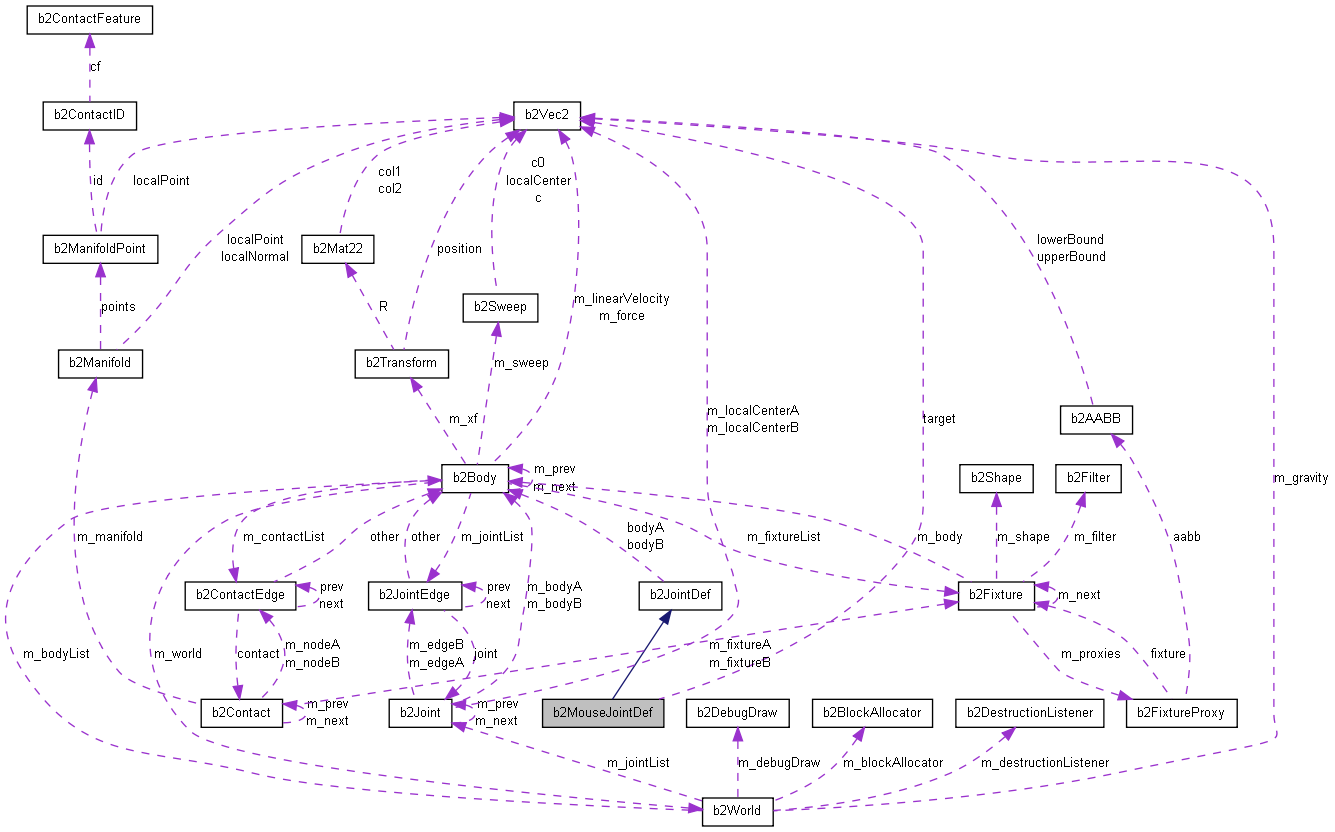 b2ContactFeature
cf
b2ContactID
b2Vec2
id
localPoint
col1
col2
c0
localCenter
c
b2ManifoldPoint
localPoint
localNormal
b2Mat22
position
lowerBound
upperBound
points
R
b2Sweep
m_linearVelocity
m_force
b2Manifold
b2Transform
m_sweep
m_xf
m_localCenterA
m_localCenterB
target
b2AABB
b2Body
m_prev
m_next
b2Shape
b2Filter
m_gravity
m_manifold
m_contactList
other
other
m_jointList
bodyA
bodyB
m_fixtureList
m_body
m_shape
m_filter
aabb
b2ContactEdge
prev
next
b2JointEdge
prev
next
m_bodyA
m_bodyB
b2JointDef
b2Fixture
m_next
m_bodyList
m_world
contact
m_nodeA
m_nodeB
m_edgeB
m_edgeA
joint
m_fixtureA
m_fixtureB
m_proxies
fixture
b2Contact
m_prev
m_next
b2Joint
m_prev
m_next
b2MouseJointDef
b2DebugDraw
b2BlockAllocator
b2DestructionListener
b2FixtureProxy
m_jointList
m_debugDraw
m_blockAllocator
m_destructionListener
b2World